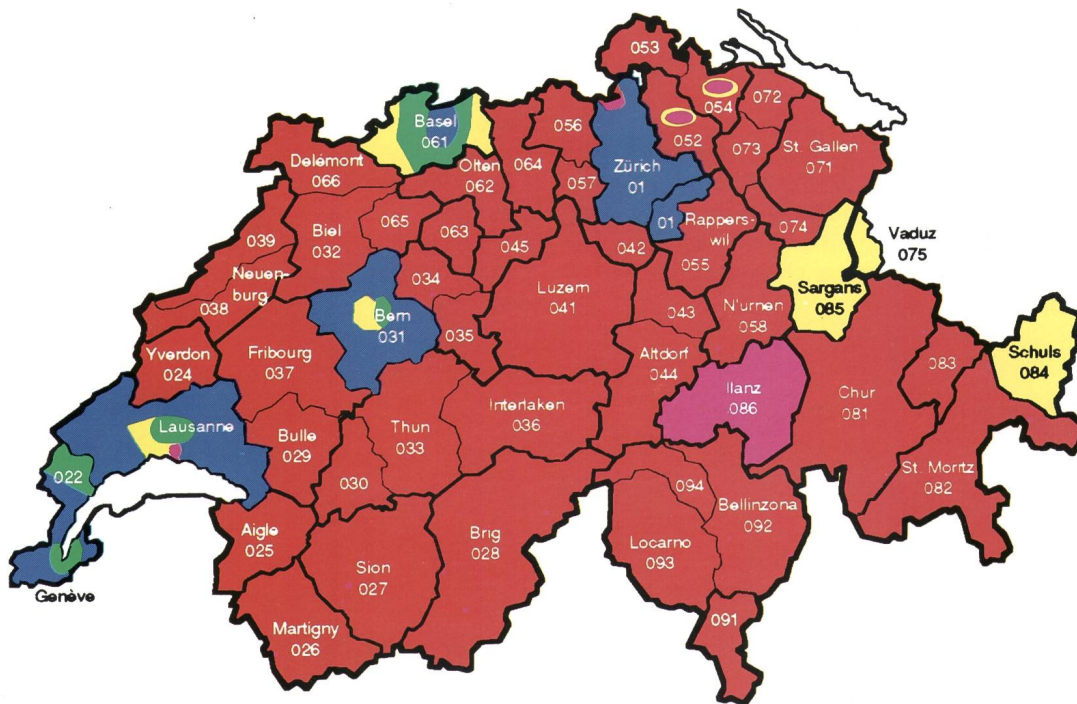 053
054
072
Basel
061
056
052
073
St. Gallen
071
Delémont
066
Olten
062
064
057
Zürich
01
01
Rappers-
wil
055
074
Vaduz
075
039
Biel
032
065
063
045
042
Neuen-
burg
038
034
Luzern
041
043
N'urnen
058
Sargans
085
Bern
031
035
Yverdon
024
Fribourg
037
Altdorf
044
Ilanz
086
Chur
081
083
Schuls
084
Lausanne
022
Bulle
029
Thun
033
Interlaken
036
030
St. Moritz
082
094
Bellinzona
092
Aigle
025
Sion
027
Brig
028
Locarno
093
Genève
Martigny
026
091